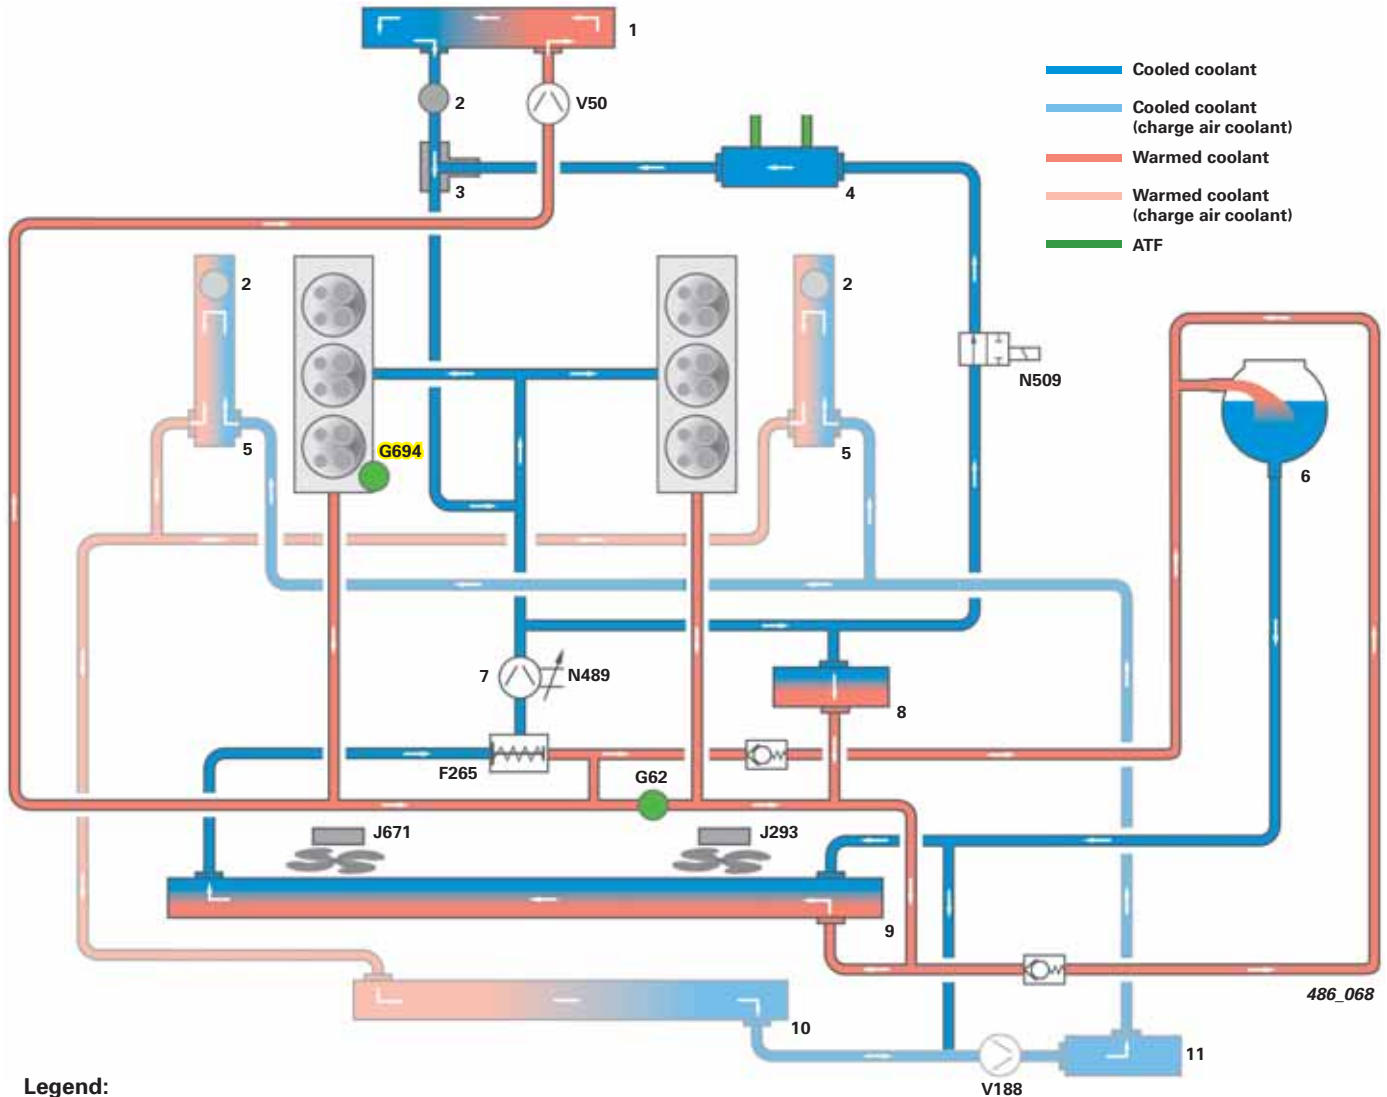 1
2
V50
3
4
Cooled coolant
Cooled coolant
(charge air coolant)
Warmed coolant
Warmed coolant
(charge air coolant)
ATF
2
2
N509
G694
5
5
6
7
N489
8
F265
G62
J671
J293
9
486_068
10
11
V188
Legend: